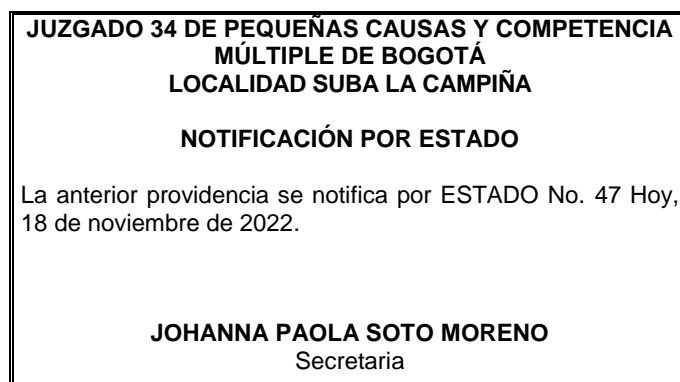 JUZGADO 34 DE PEQUEÑAS CAUSAS Y COMPETENCIA
MÚLTIPLE DE BOGOTÁ
LOCALIDAD SUBA LA CAMPIÑA
NOTIFICACIÓN POR ESTADO
La anterior providencia se notifica por ESTADO No. 47 Hoy,
18 de noviembre de 2022.
JOHANNA PAOLA SOTO MORENO
Secretaria